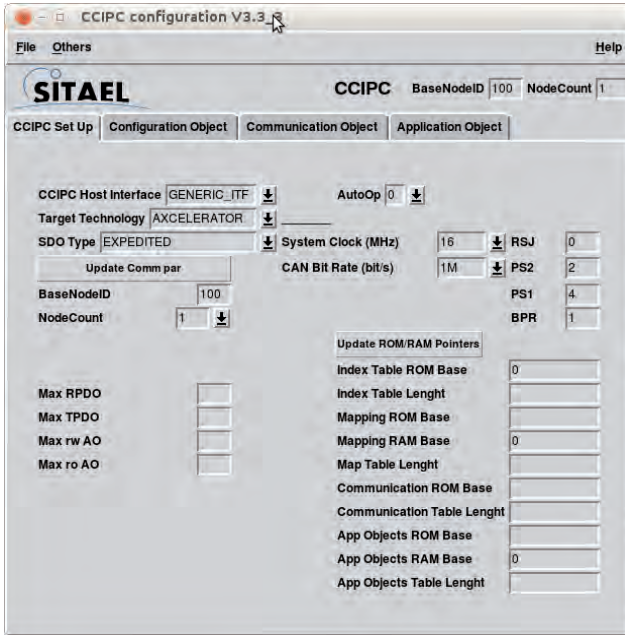 CCIPC configuration V3.3_3
File Others Help
SITAEL CCIPC BaseNodeID 100 NodeCount 1
CCIPC Set Up Configuration Object Communication Object Application Object
CCIPC Host Interface GENERIC_ITF AutoOp 0
Target Technology AXCELERATOR
SDO Type EXPEDITED System Clock (MHz) 16 RSJ 0
Update Comm par CAN Bit Rate (bit/s) 1M PS2 2
BaseNodeID 100 PS1 4
NodeCount 1 BPR 1
Update ROM/RAM Pointers
Index Table ROM Base 0
Max RPDO Index Table Lenght
Max TPDO Mapping ROM Base
Max rw AO Mapping RAM Base 0
Max ro AO Map Table Lenght
Communication ROM Base
Communication Table Lenght
App Objects ROM Base
App Objects RAM Base 0
App Objects Table Lenght